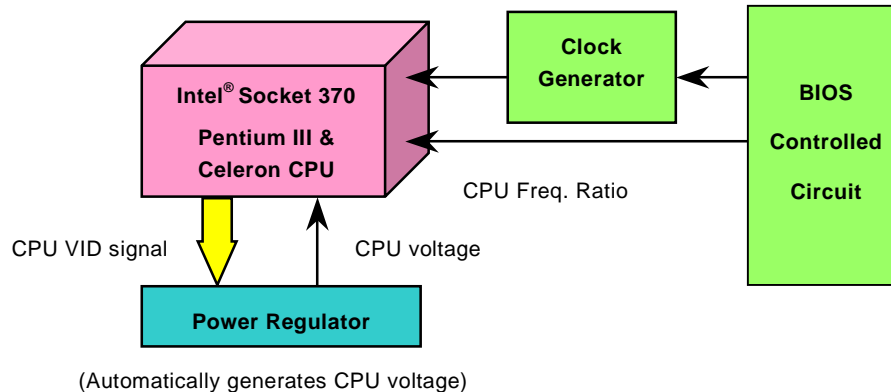 Intel® Socket 370
Pentium III &
Celeron CPU
Clock
Generator
BIOS
Controlled
Circuit
CPU Freq. Ratio
CPU VID signal
CPU voltage
Power Regulator
(Automatically generates CPU voltage)